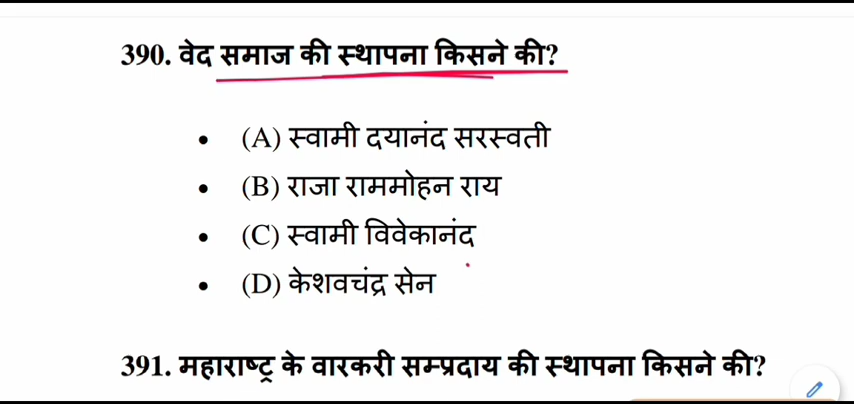 390. वेद समाज की स्थापना किसने की?
(A) स्वामी दयानंद सरस्वती
(B) राजा राममोहन राय
(C) स्वामी विवेकानंद
(D) केशवचंद्र सेन
391. महाराष्ट्र के वारकरी सम्प्रदाय की स्थापना किसने की?